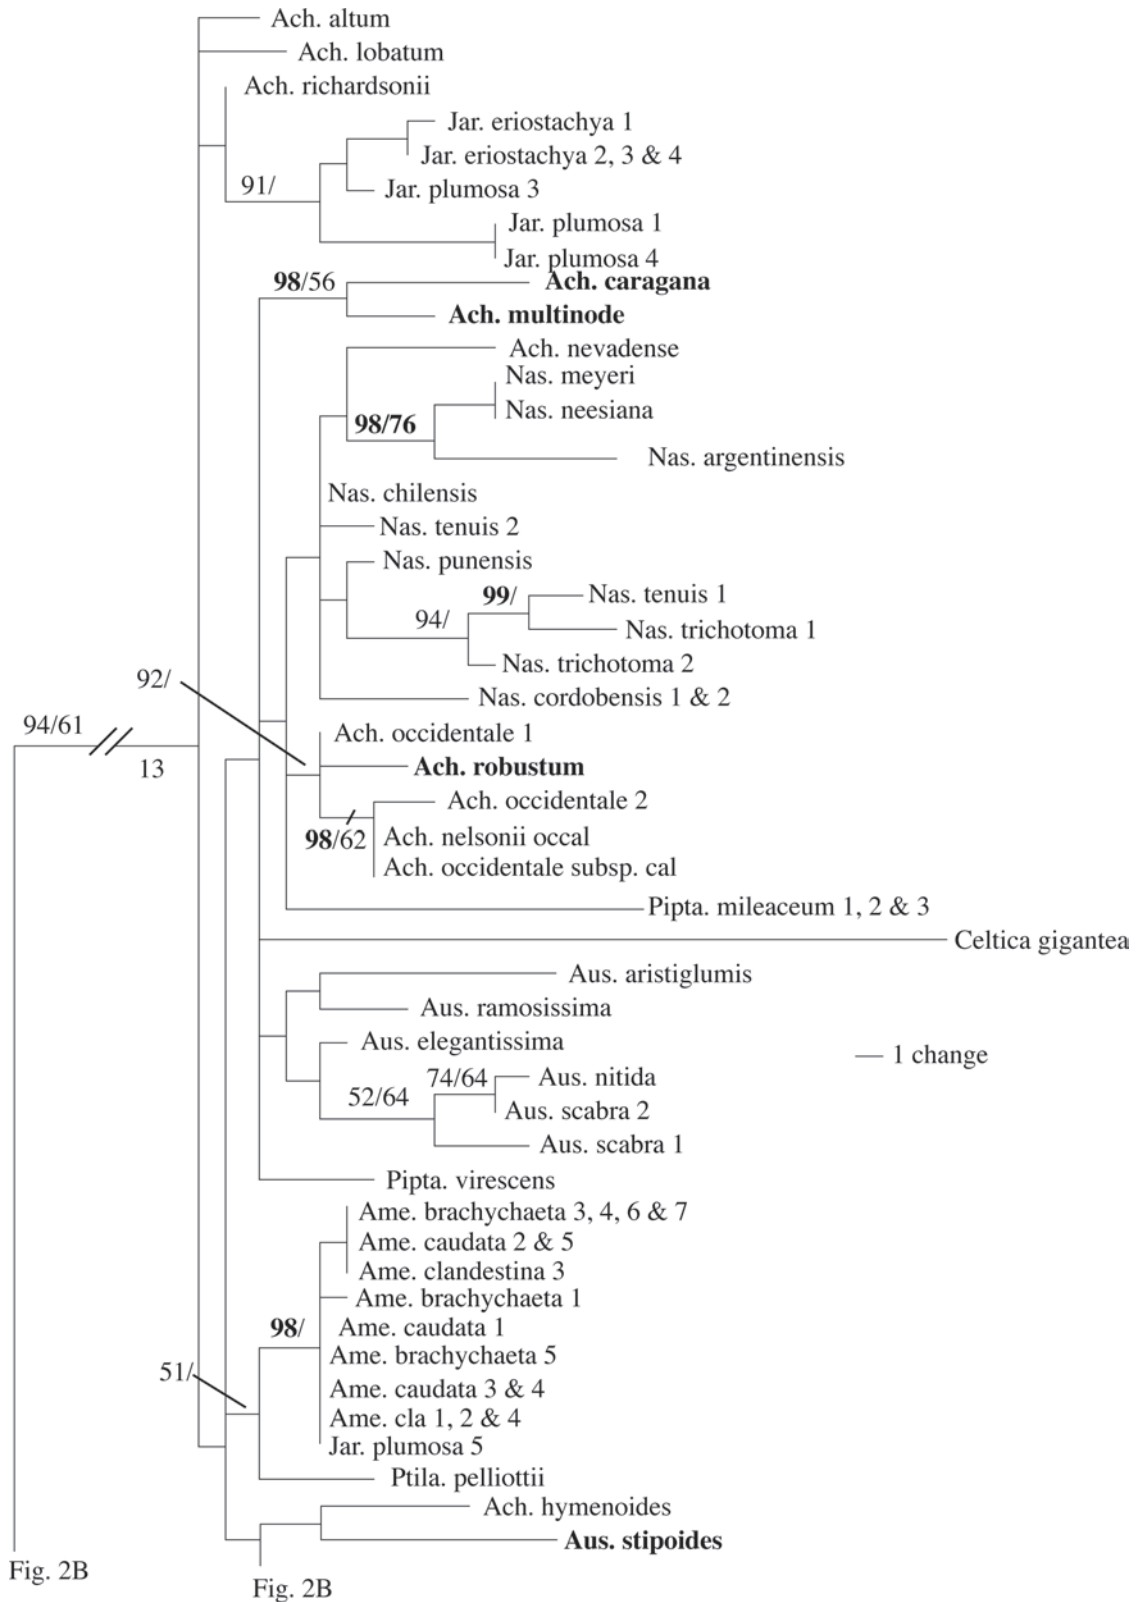 Ach. altum
Ach. lobatum
Ach. richardsonii
Jar. eriostachya 1
Jar. eriostachya 2, 3 & 4
91/
Jar. plumosa 3
Jar. plumosa 1
Jar. plumosa 4
98/56
Ach. caragana
Ach. multinode
Ach. nevadense
Nas. meyeri
Nas. neesiana
98/76
Nas. argentinensis
Nas. chilensis
Nas. tenuis 2
Nas. punensis
99/
Nas. tenuis 1
94/
Nas. trichotoma 1
Nas. trichotoma 2
92/
Nas. cordobensis 1 & 2
94/61
13
Ach. occidentale 1
Ach. robustum
Ach. occidentale 2
98/62
Ach. nelsonii occal
Ach. occidentale subsp. cal
Pipta. mileaceum 1, 2 & 3
Celtica gigantea
Aus. aristiglumis
Aus. ramosissima
Aus. elegantissima
1 change
74/64
Aus. nitida
52/64
Aus. scabra 2
Aus. scabra 1
Pipta. virescens
Ame. brachychaeta 3, 4, 6 & 7
Ame. caudata 2 & 5
Ame. clandestina 3
Ame. brachychaeta 1
98/
Ame. caudata 1
Ame. brachychaeta 5
51/
Ame. caudata 3 & 4
Ame. cla 1, 2 & 4
Jar. plumosa 5
Ptila. pelliottii
Ach. hymenoides
Aus. stipoides
Fig. 2B
Fig. 2B